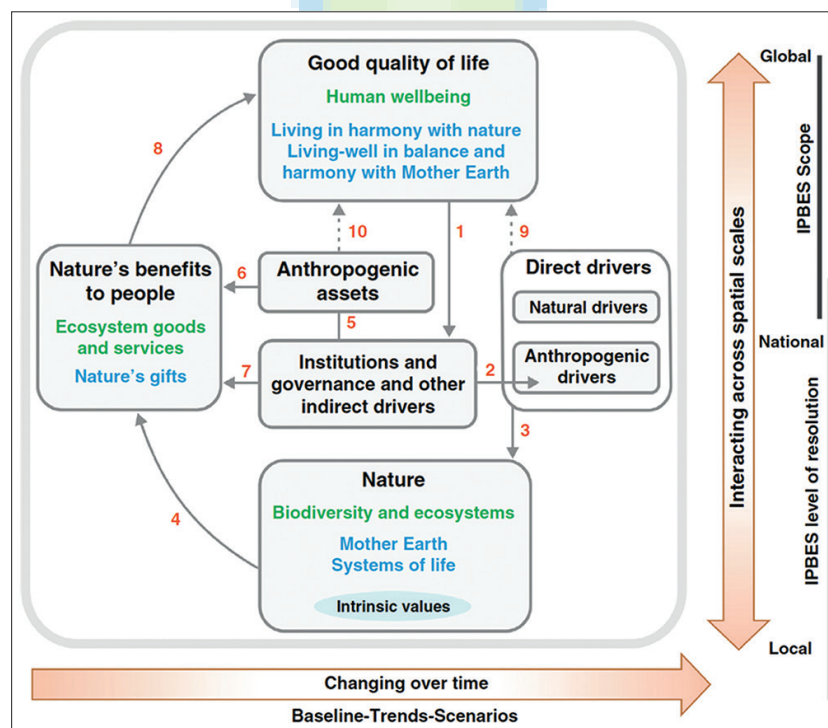 Good quality of life
Human wellbeing
Living in harmony with nature
Living-well in balance and
harmony with Mother Earth
8
10
1
9
Nature's benefits
to people
Ecosystem goods
and services
Nature's gifts
6
Anthropogenic
assets
5
7
Institutions and
governance and other
indirect drivers
2
Direct drivers
Natural drivers
Anthropogenic
drivers
3
4
Nature
Biodiversity and ecosystems
Mother Earth
Systems of life
Intrinsic values
Global
National
Local
Interacting across spatial scales
IPBES Scope
IPBES level of resolution
Changing over time
Baseline-Trends-Scenarios